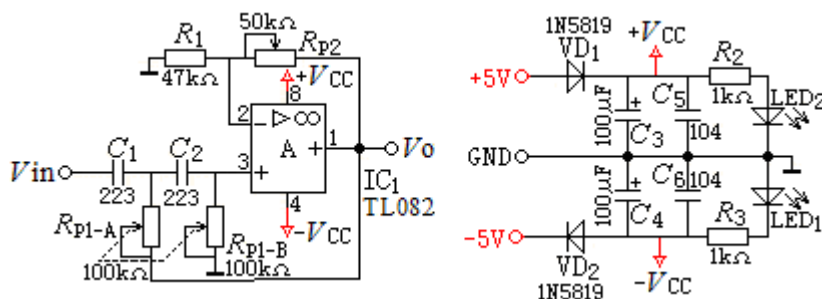 50kΩ
R1
RP2
47kΩ
+VCC
8
2
− ▷∞
A
+
1
Vo
3
+
C1
C2
Vin
223
223
4
IC1
TL082
−VCC
RP1-A
RP1-B
100kΩ
100kΩ
1N5819
VD1
+VCC
R2
+5V
1kΩ
LED2
100μF
+
C3
C5
104
GND
100μF
+
C4
C6
104
LED1
R3
-5V
VD2
1kΩ
1N5819
−VCC